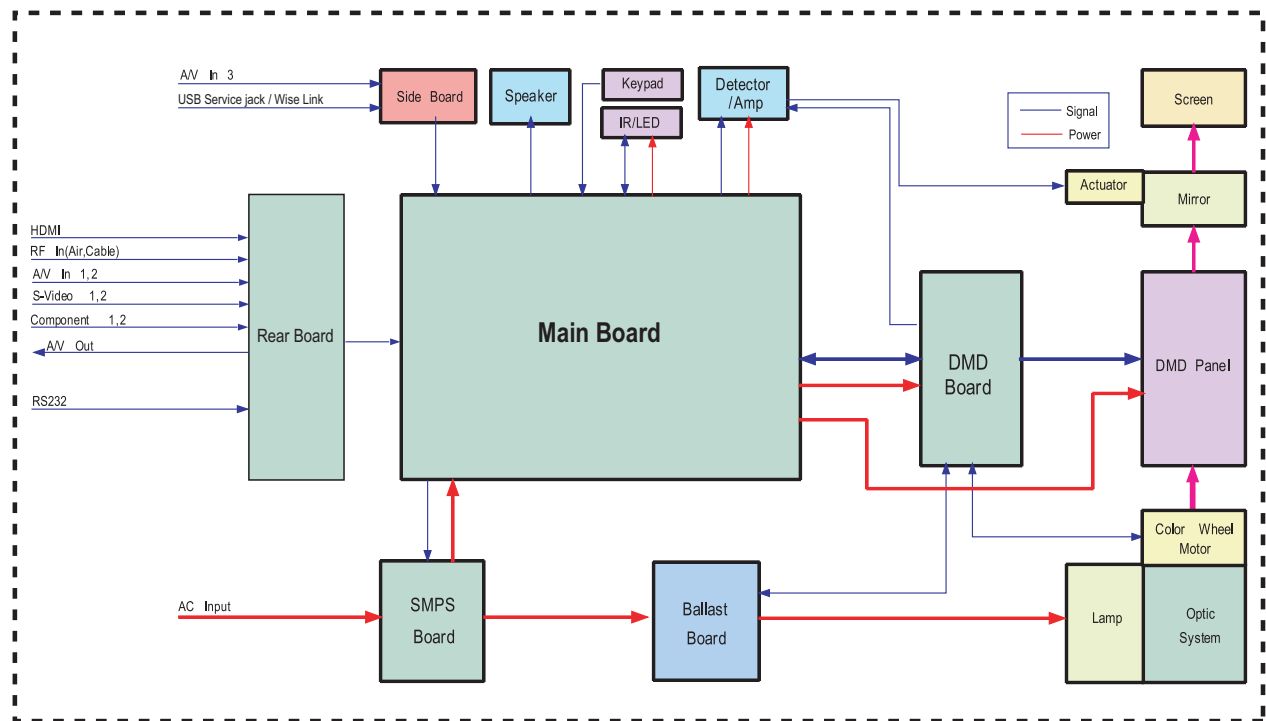 A/V In 3
USB Service jack / Wise Link
Side Board
Speaker
Keypad
IR/LED
Detector
/Amp
Signal
Power
Screen
Actuator
Mirror
HDMI
RF In(Air,Cable)
A/V In 1,2
S-Video 1,2
Component 1,2
A/V Out
RS232
Rear Board
Main Board
DMD
Board
DMD Panel
Color Wheel
Motor
AC Input
SMPS
Board
Ballast
Board
Lamp
Optic
System